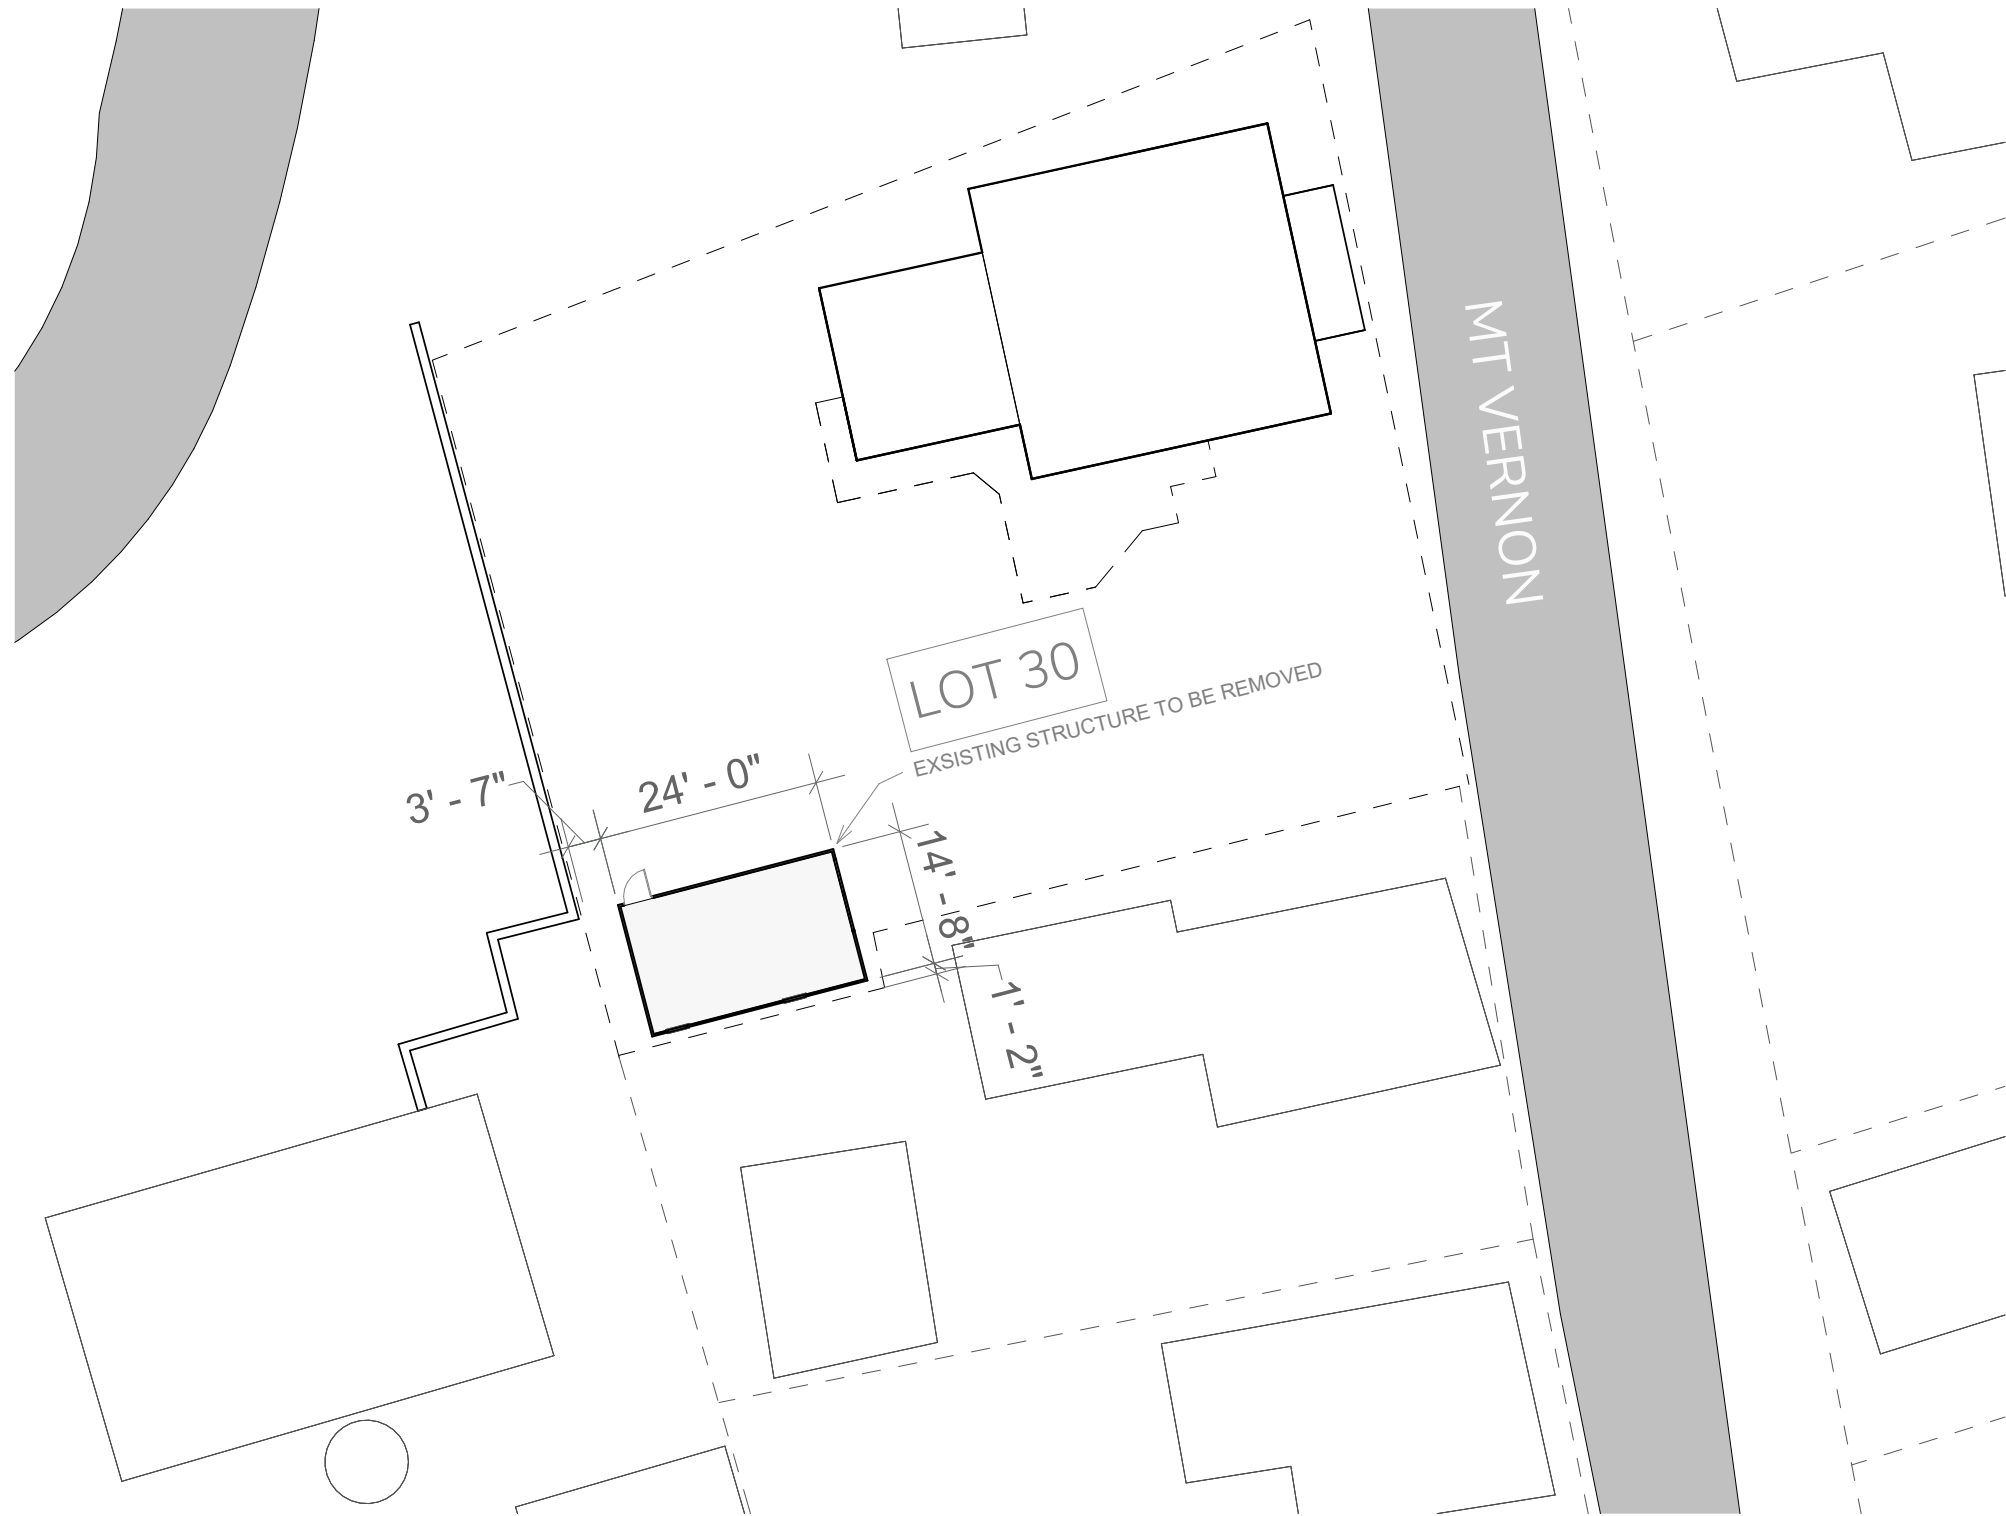 MT VERNON
LOT 30
EXSISTING STRUCTURE TO BE REMOVED
3' - 7"
24' - 0"
14' - 8"
1' - 2"